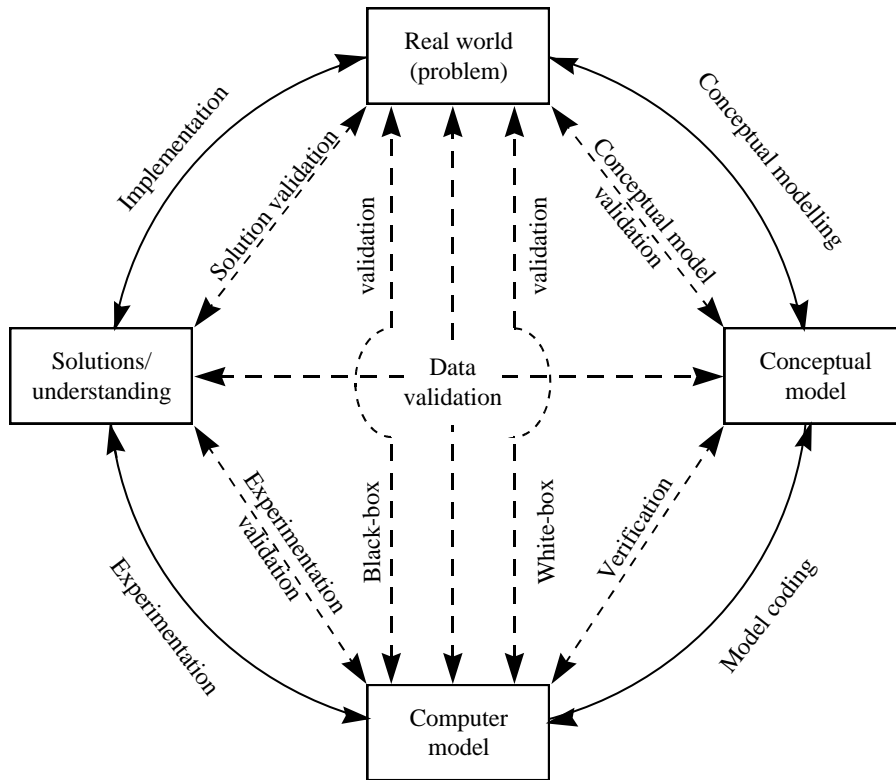 Real world
(problem)
Implementation
Solution validation
validation
validation
Conceptual model
validation
Conceptual modelling
Solutions/
understanding
Data
validation
Conceptual
model
Experimentation
Experimentation
validation
Black-box
White-box
Verification
Model coding
Computer
model